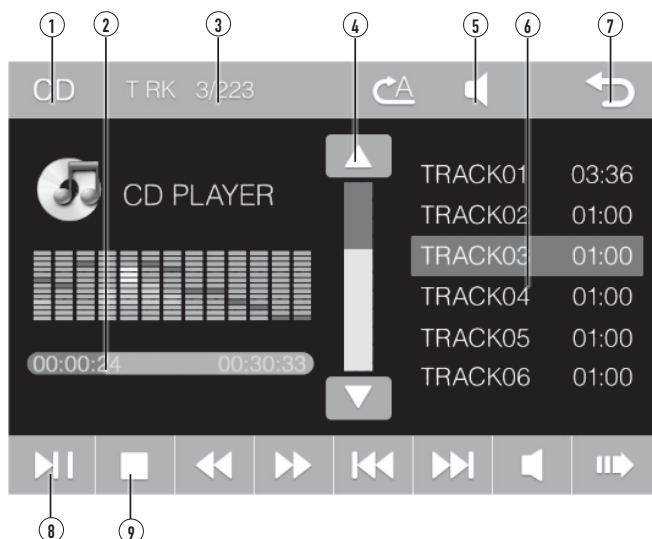 1 2 3 4 5 6 7
CD TRK 3/223 A
CD PLAYER
00:00:24 00:30:33
TRACK01 03:36
TRACK02 01:00
TRACK03 01:00
TRACK04 01:00
TRACK05 01:00
TRACK06 01:00
8 9